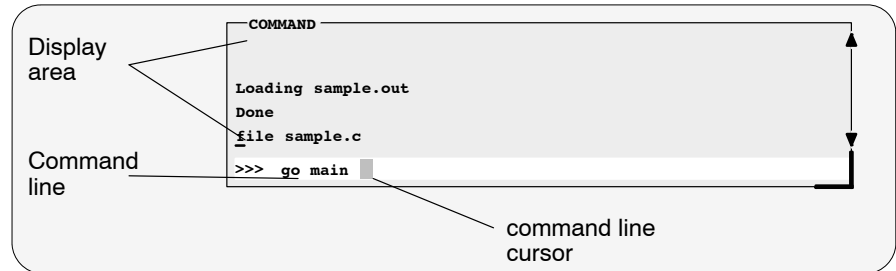 COMMAND
Display
area
Loading sample.out
Done
file sample.c
Command
line
>>> go main
command line
cursor